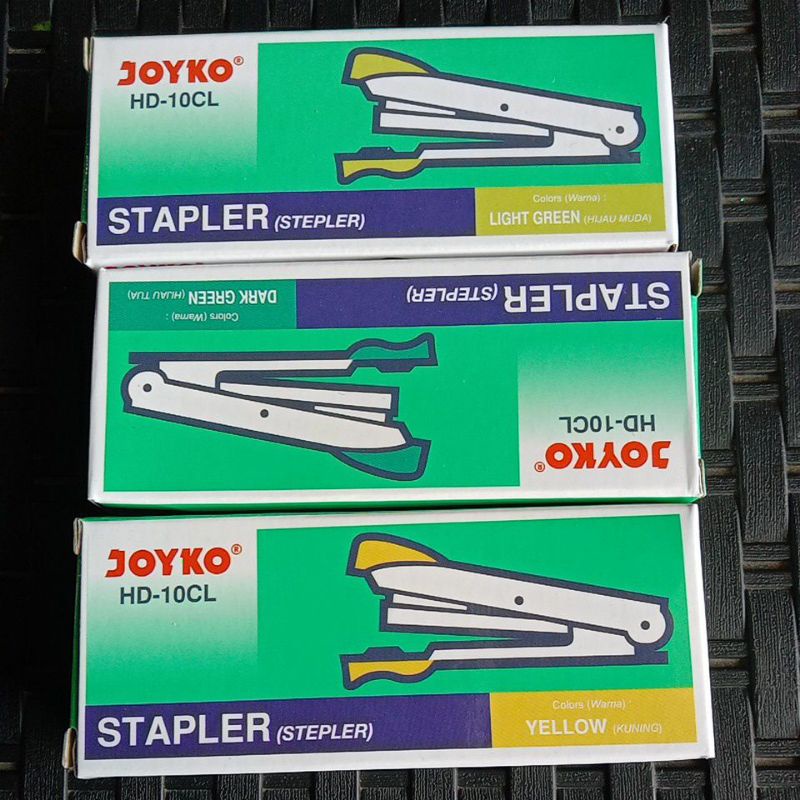 JOYKO®
HD-10CL
STAPLER (STEPLER)
Colors (Warna) :
LIGHT GREEN (HIJAU MUDA)
JOYKO®
HD-10CL
STAPLER (STEPLER)
Colors (Warna) :
DARK GREEN (HIJAU TUA)
JOYKO®
HD-10CL
STAPLER (STEPLER)
Colors (Warna) :
YELLOW (KUNING)